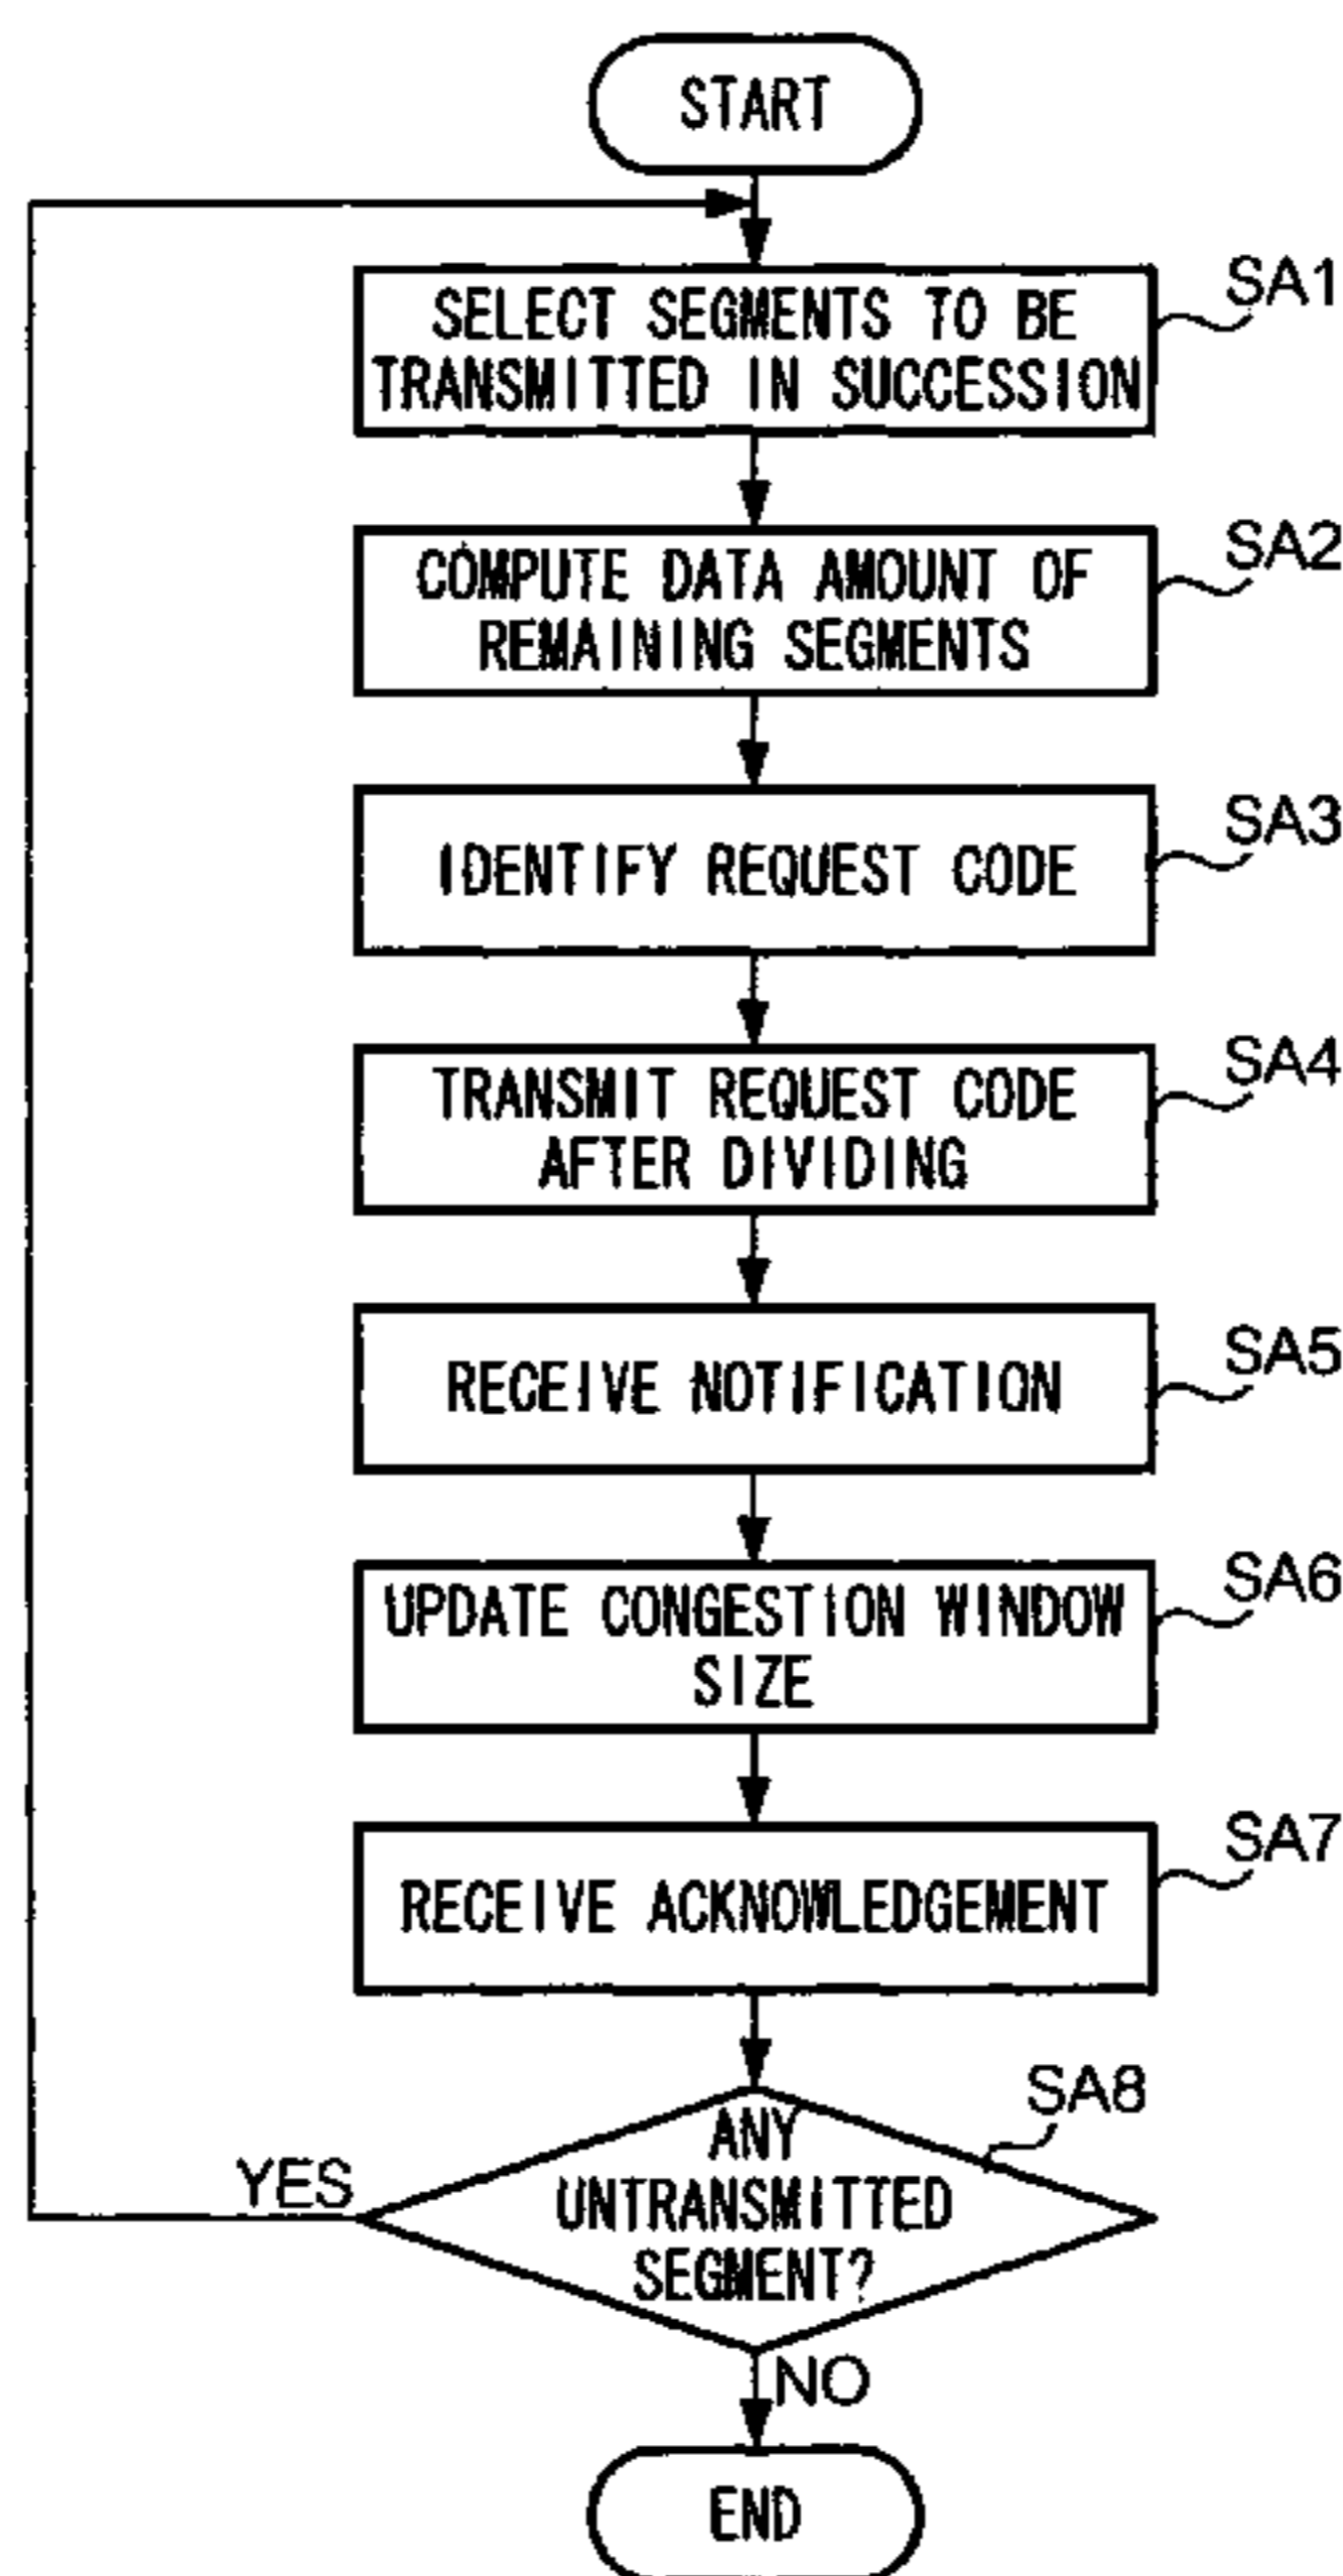 START
SELECT SEGMENTS TO BE
TRANSMITTED IN SUCCESSION
SA1
COMPUTE DATA AMOUNT OF
REMAINING SEGMENTS
SA2
IDENTIFY REQUEST CODE
SA3
TRANSMIT REQUEST CODE
AFTER DIVIDING
SA4
RECEIVE NOTIFICATION
SA5
UPDATE CONGESTION WINDOW
SIZE
SA6
RECEIVE ACKNOWLEDGEMENT
SA7
ANY
UNTRANSMITTED
SEGMENT?
SA8
YES
NO
END